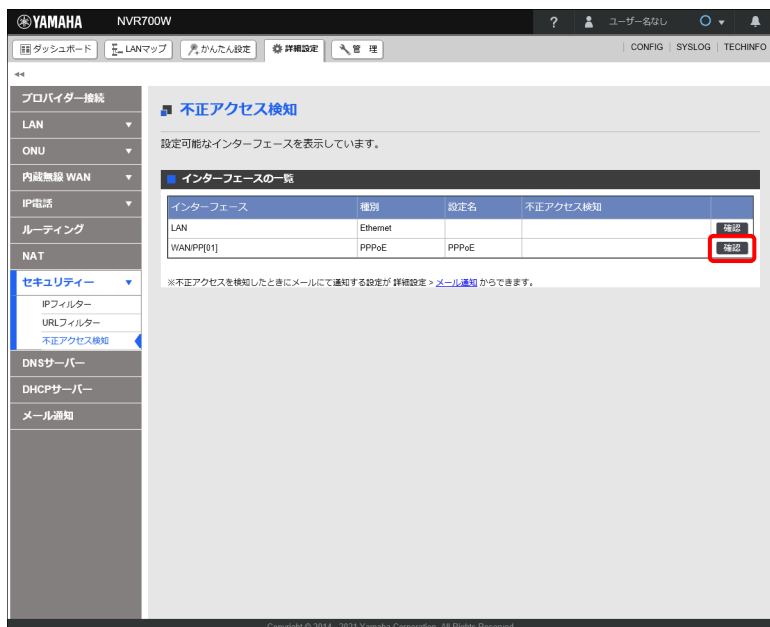 YAMAHA NVR700W ? ユーザー名なし
ダッシュボード LANマップ かんたん設定 詳細設定 管 理 CONFIG SYSLOG TECHINFO
プロバイダー接続
LAN
ONU
内蔵無線 WAN
IP電話
ルーティング
NAT
セキュリティー
IPフィルター
URLフィルター
不正アクセス検知
DNSサーバー
DHCPサーバー
メール通知
不正アクセス検知
設定可能なインターフェースを表示しています。
インターフェースの一覧
インターフェース 種別 設定名 不正アクセス検知
LAN Ethernet 確認
WAN/PP[01] PPPoE PPPoE 確認
※不正アクセスを検知したときにメールにて通知する設定が 詳細設定 > メール通知 からできます。
Copyright © 2014 - 2021 Yamaha Corporation. All Rights Reserved.